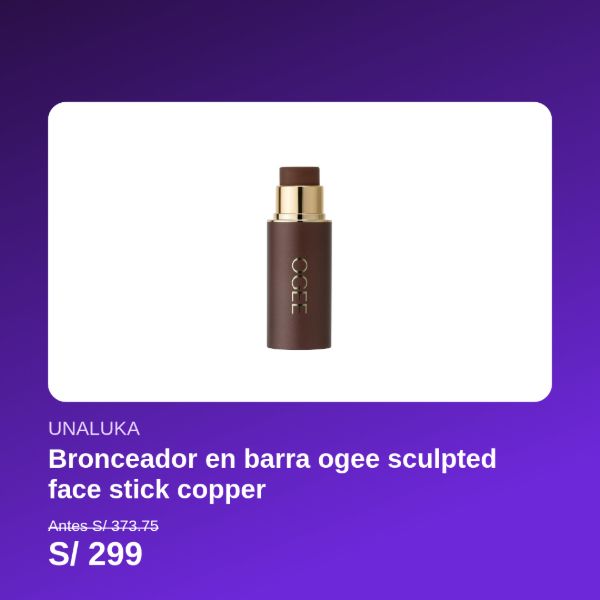 OGEE
UNALUKA
Bronceador en barra ogee sculpted
face stick copper
Antes S/ 373.75
S/ 299